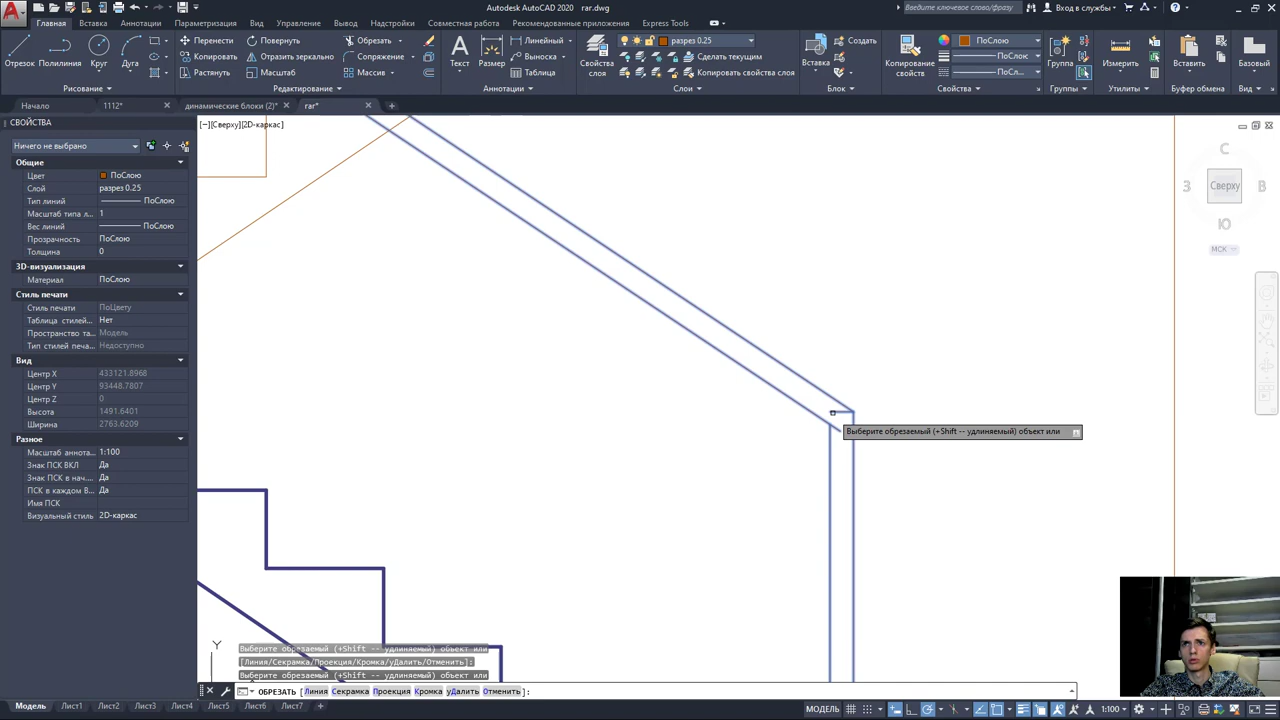 Autodesk AutoCAD 2020 rar.dwg
Введите ключевое слово/фразу
Вход в службы
Главная Вставка Аннотации Параметризация Вид Управление Вывод Надстройки Совместная работа Рекомендованные приложения Express Tools
Отрезок Полилиния Круг Дуга
Перенести Повернуть Обрезать
Копировать Отразить зеркально Сопряжение
Растянуть Масштаб Массив
Текст Размер
Линейный
Выноска
Таблица
Свойства слоя
разрез 0.25
Сделать текущим
Копировать свойства слоя
Вставка
Создать
Копирование свойств
ПоСлою
ПоСлою
ПоСл...
Группа
Измерить
Вставить
Базовый
Рисование Редактирование Аннотации Слои Блок Свойства Группы Утилиты Буфер обмена Вид
Начало 1112* динамические блоки (2)* rar*
СВОЙСТВА
[−][Сверху][2D-каркас]
Ничего не выбрано
Общие
Цвет ПоСлою
Слой разрез 0.25
Тип линий ПоСлою
Масштаб типа л... 1
Вес линий ПоСлою
Прозрачность ПоСлою
Толщина 0
3D-визуализация
Материал ПоСлою
Стиль печати
Стиль печати ПоЦвету
Таблица стилей... Нет
Пространство та... Модель
Тип стилей печа... Недоступно
Вид
Центр X 433121.8968
Центр Y 93448.7807
Центр Z 0
Высота 1491.6401
Ширина 2763.6209
Разное
Масштаб аннота... 1:100
Знак ПСК ВКЛ Да
Знак ПСК в нач.... Да
ПСК в каждом В... Да
Имя ПСК
Визуальный стиль 2D-каркас
С
З Сверху В
Ю
МСК
Выберите обрезаемый (+Shift -- удлиняемый) объект или
Y
Выберите обрезаемый (+Shift -- удлиняемый) объект или
[Линия/Секрамка/Проекция/Кромка/уДалить/Отменить]:
Выберите обрезаемый (+Shift -- удлиняемый) объект или
ОБРЕЗАТЬ [Линия Секрамка Проекция Кромка уДалить Отменить]:
Модель Лист1 Лист2 Лист3 Лист4 Лист5 Лист6 Лист7 +
МОДЕЛЬ 1:100